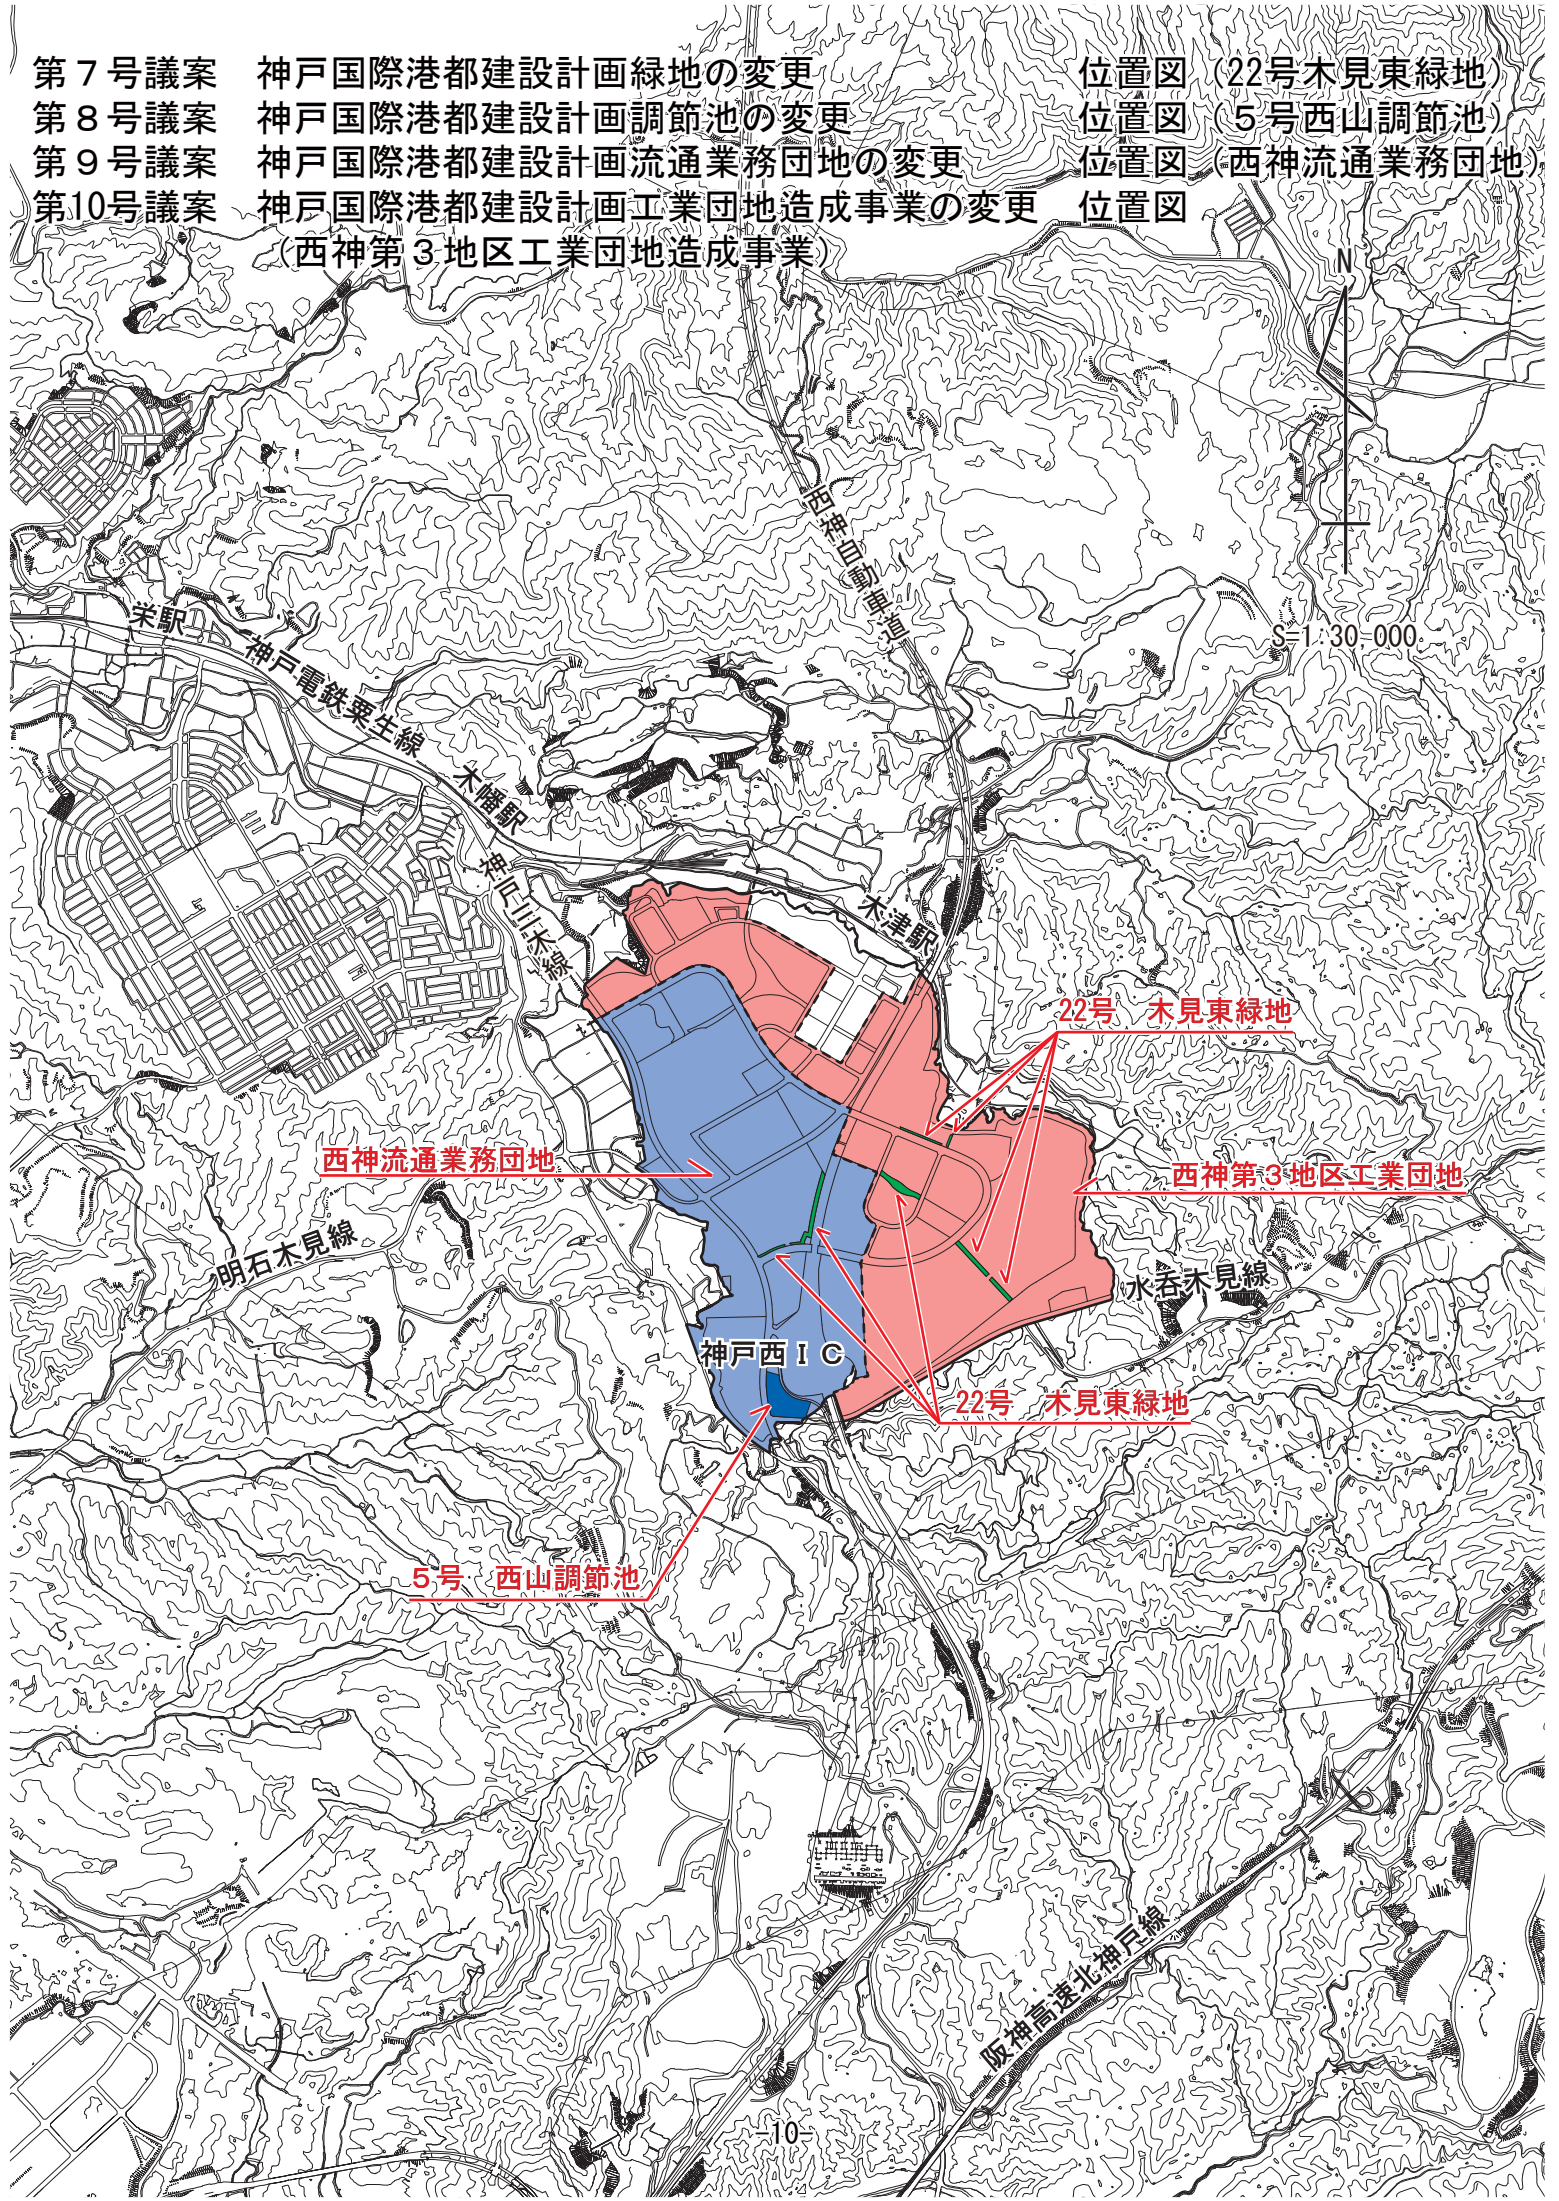 第７号議案　神戸国際港都建設計画緑地の変更　位置図（22号木見東緑地）
第８号議案　神戸国際港都建設計画調節池の変更　位置図（５号西山調節池）
第９号議案　神戸国際港都建設計画流通業務団地の変更　位置図（西神流通業務団地）
第10号議案　神戸国際港都建設計画工業団地造成事業の変更　位置図
（西神第３地区工業団地造成事業）
N
西神自動車道
S=1:30,000
栄駅
神戸電鉄粟生線
木幡駅
神戸三木線
木津駅
22号　木見東緑地
西神流通業務団地
西神第３地区工業団地
明石木見線
水呑木見線
神戸西ＩＣ
22号　木見東緑地
５号　西山調節池
阪神高速北神戸線
-10-